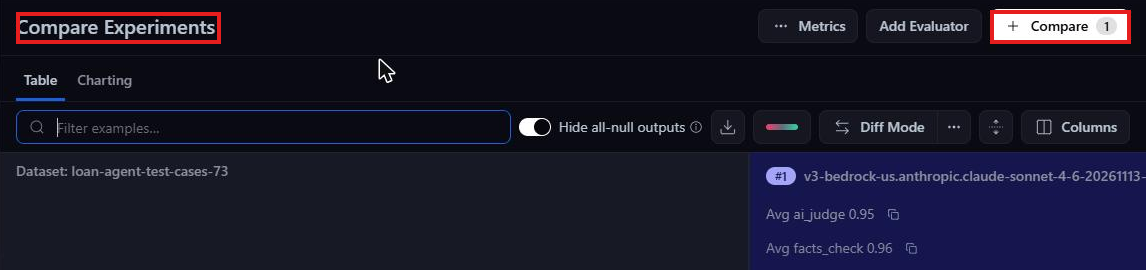 Compare Experiments
··· Metrics
Add Evaluator
+ Compare 1
Table
Charting
Filter examples...
Hide all-null outputs
Diff Mode
···
Columns
Dataset: loan-agent-test-cases-73
#1 v3-bedrock-us.anthropic.claude-sonnet-4-6-20261113-
Avg ai_judge 0.95
Avg facts_check 0.96